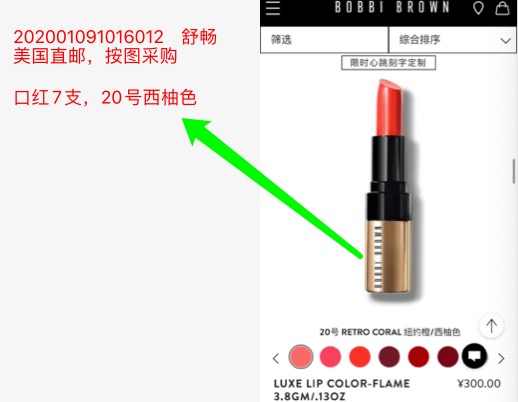 202001091016012 舒畅
美国直邮，按图采购
口红7支，20号西柚色
BOBBI BROWN
筛选
综合排序
限时心跳刻字定制
BOBBI BROWN
20号 RETRO CORAL 纽约橙/西柚色
LUXE LIP COLOR-FLAME
¥300.00
3.8GM/.13OZ